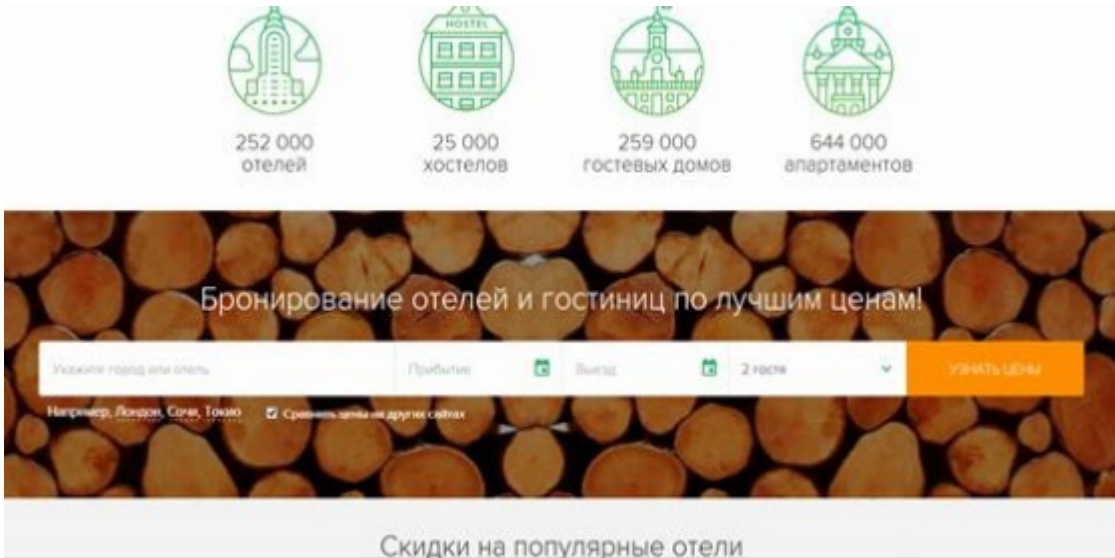 HOSTEL
252 000
отелей
25 000
хостелов
259 000
гостевых домов
644 000
апартаментов
Бронирование отелей и гостиниц по лучшим ценам!
Укажите город или отель
Прибытие
Выезд
2 гостя
УЗНАТЬ ЦЕНЫ
Например, Лондон, Сочи, Токио
Сравнить цены на других сайтах
Скидки на популярные отели